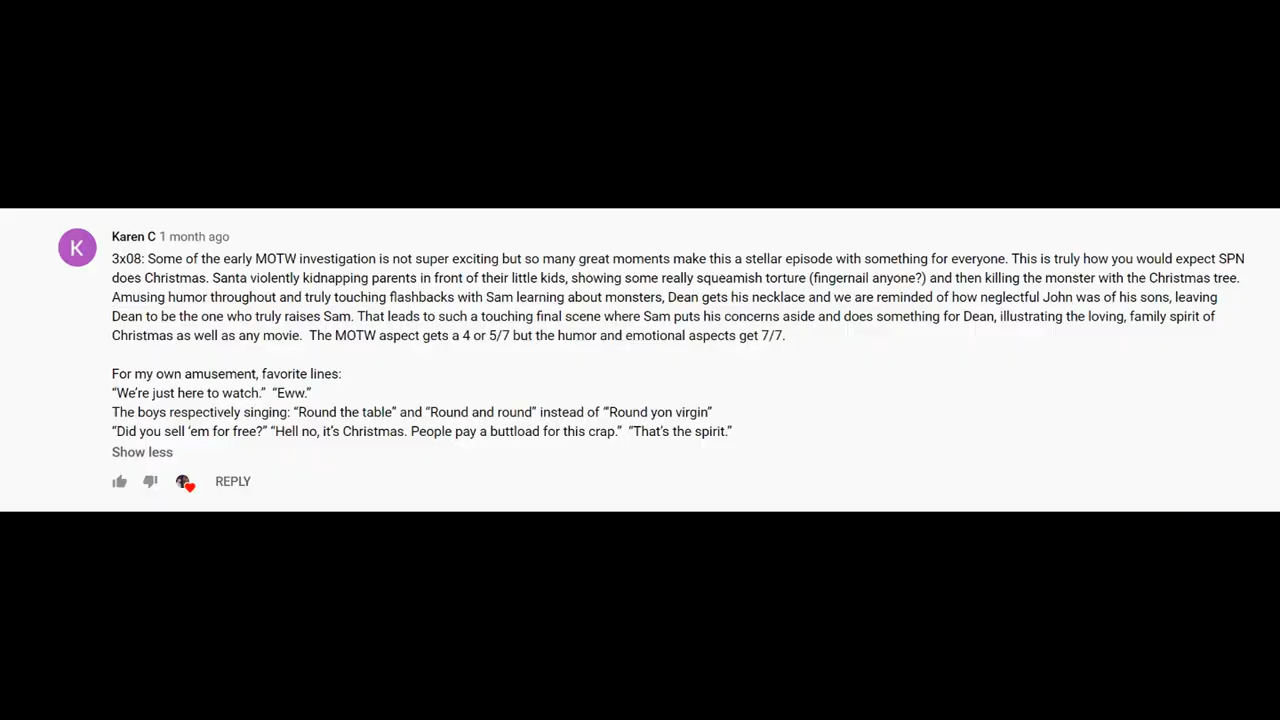 K
Karen C 1 month ago
3x08: Some of the early MOTW investigation is not super exciting but so many great moments make this a stellar episode with something for everyone. This is truly how you would expect SPN
does Christmas. Santa violently kidnapping parents in front of their little kids, showing some really squeamish torture (fingernail anyone?) and then killing the monster with the Christmas tree.
Amusing humor throughout and truly touching flashbacks with Sam learning about monsters, Dean gets his necklace and we are reminded of how neglectful John was of his sons, leaving
Dean to be the one who truly raises Sam. That leads to such a touching final scene where Sam puts his concerns aside and does something for Dean, illustrating the loving, family spirit of
Christmas as well as any movie.  The MOTW aspect gets a 4 or 5/7 but the humor and emotional aspects get 7/7.
For my own amusement, favorite lines:
“We’re just here to watch.”  “Eww.”
The boys respectively singing: “Round the table” and “Round and round” instead of ‘“Round yon virgin”
“Did you sell ‘em for free?” “Hell no, it’s Christmas. People pay a buttload for this crap.”  “That’s the spirit.”
Show less
REPLY